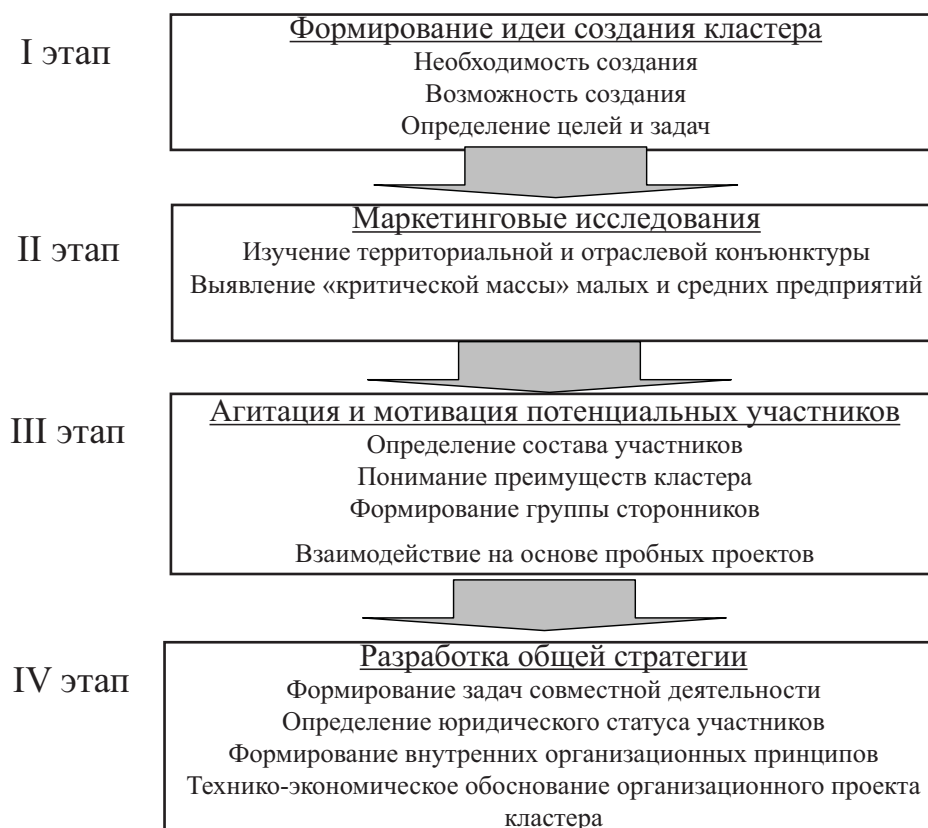 I этап
Формирование идеи создания кластера
Необходимость создания
Возможность создания
Определение целей и задач
II этап
Маркетинговые исследования
Изучение территориальной и отраслевой конъюнктуры
Выявление «критической массы» малых и средних предприятий
III этап
Агитация и мотивация потенциальных участников
Определение состава участников
Понимание преимуществ кластера
Формирование группы сторонников
Взаимодействие на основе пробных проектов
IV этап
Разработка общей стратегии
Формирование задач совместной деятельности
Определение юридического статуса участников
Формирование внутренних организационных принципов
Технико-экономическое обоснование организационного проекта
кластера